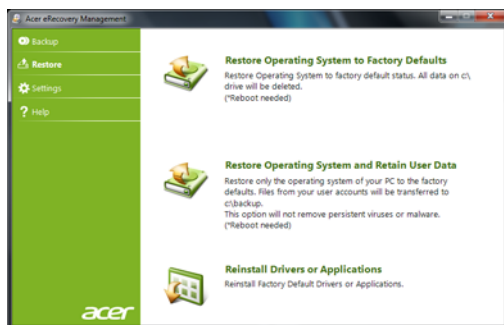 Acer eRecovery Management
Backup
Restore
Settings
? Help
Restore Operating System to Factory Defaults
Restore Operating System to factory default status. All data on c:\
drive will be deleted.
(*Reboot needed)
Restore Operating System and Retain User Data
Restore only the operating system of your PC to the factory
defaults. Files from your user accounts will be transferred to
c:\backup.
This option will not remove persistent viruses or malware.
(*Reboot needed)
Reinstall Drivers or Applications
Reinstall Factory Default Drivers or Applications.
acer